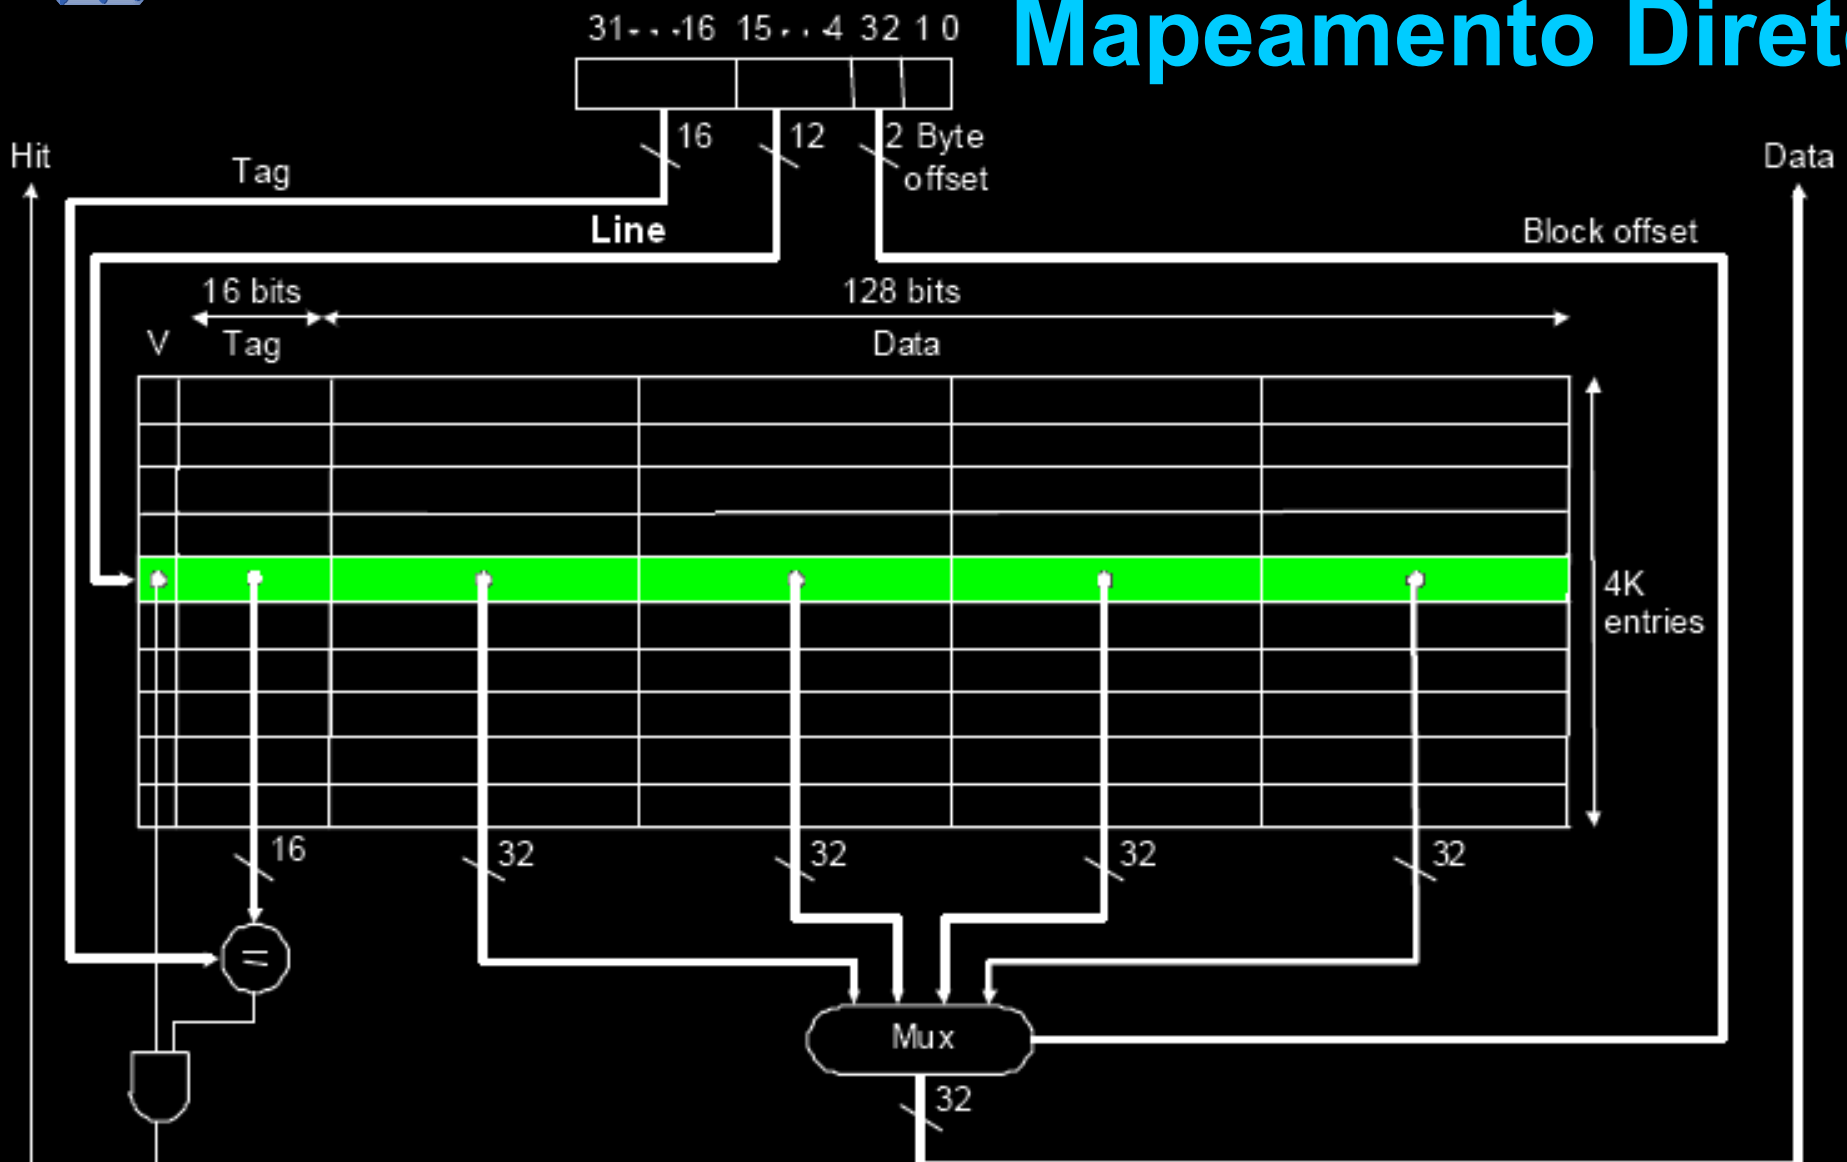 Mapeamento Diret
31 · · · 16 15 · · · 4 32 1 0
16 12 2 Byte
offset
Hit
Tag
Data
Line
Block offset
16 bits
128 bits
V
Tag
Data
4K
entries
16
32
32
32
32
=
Mux
32